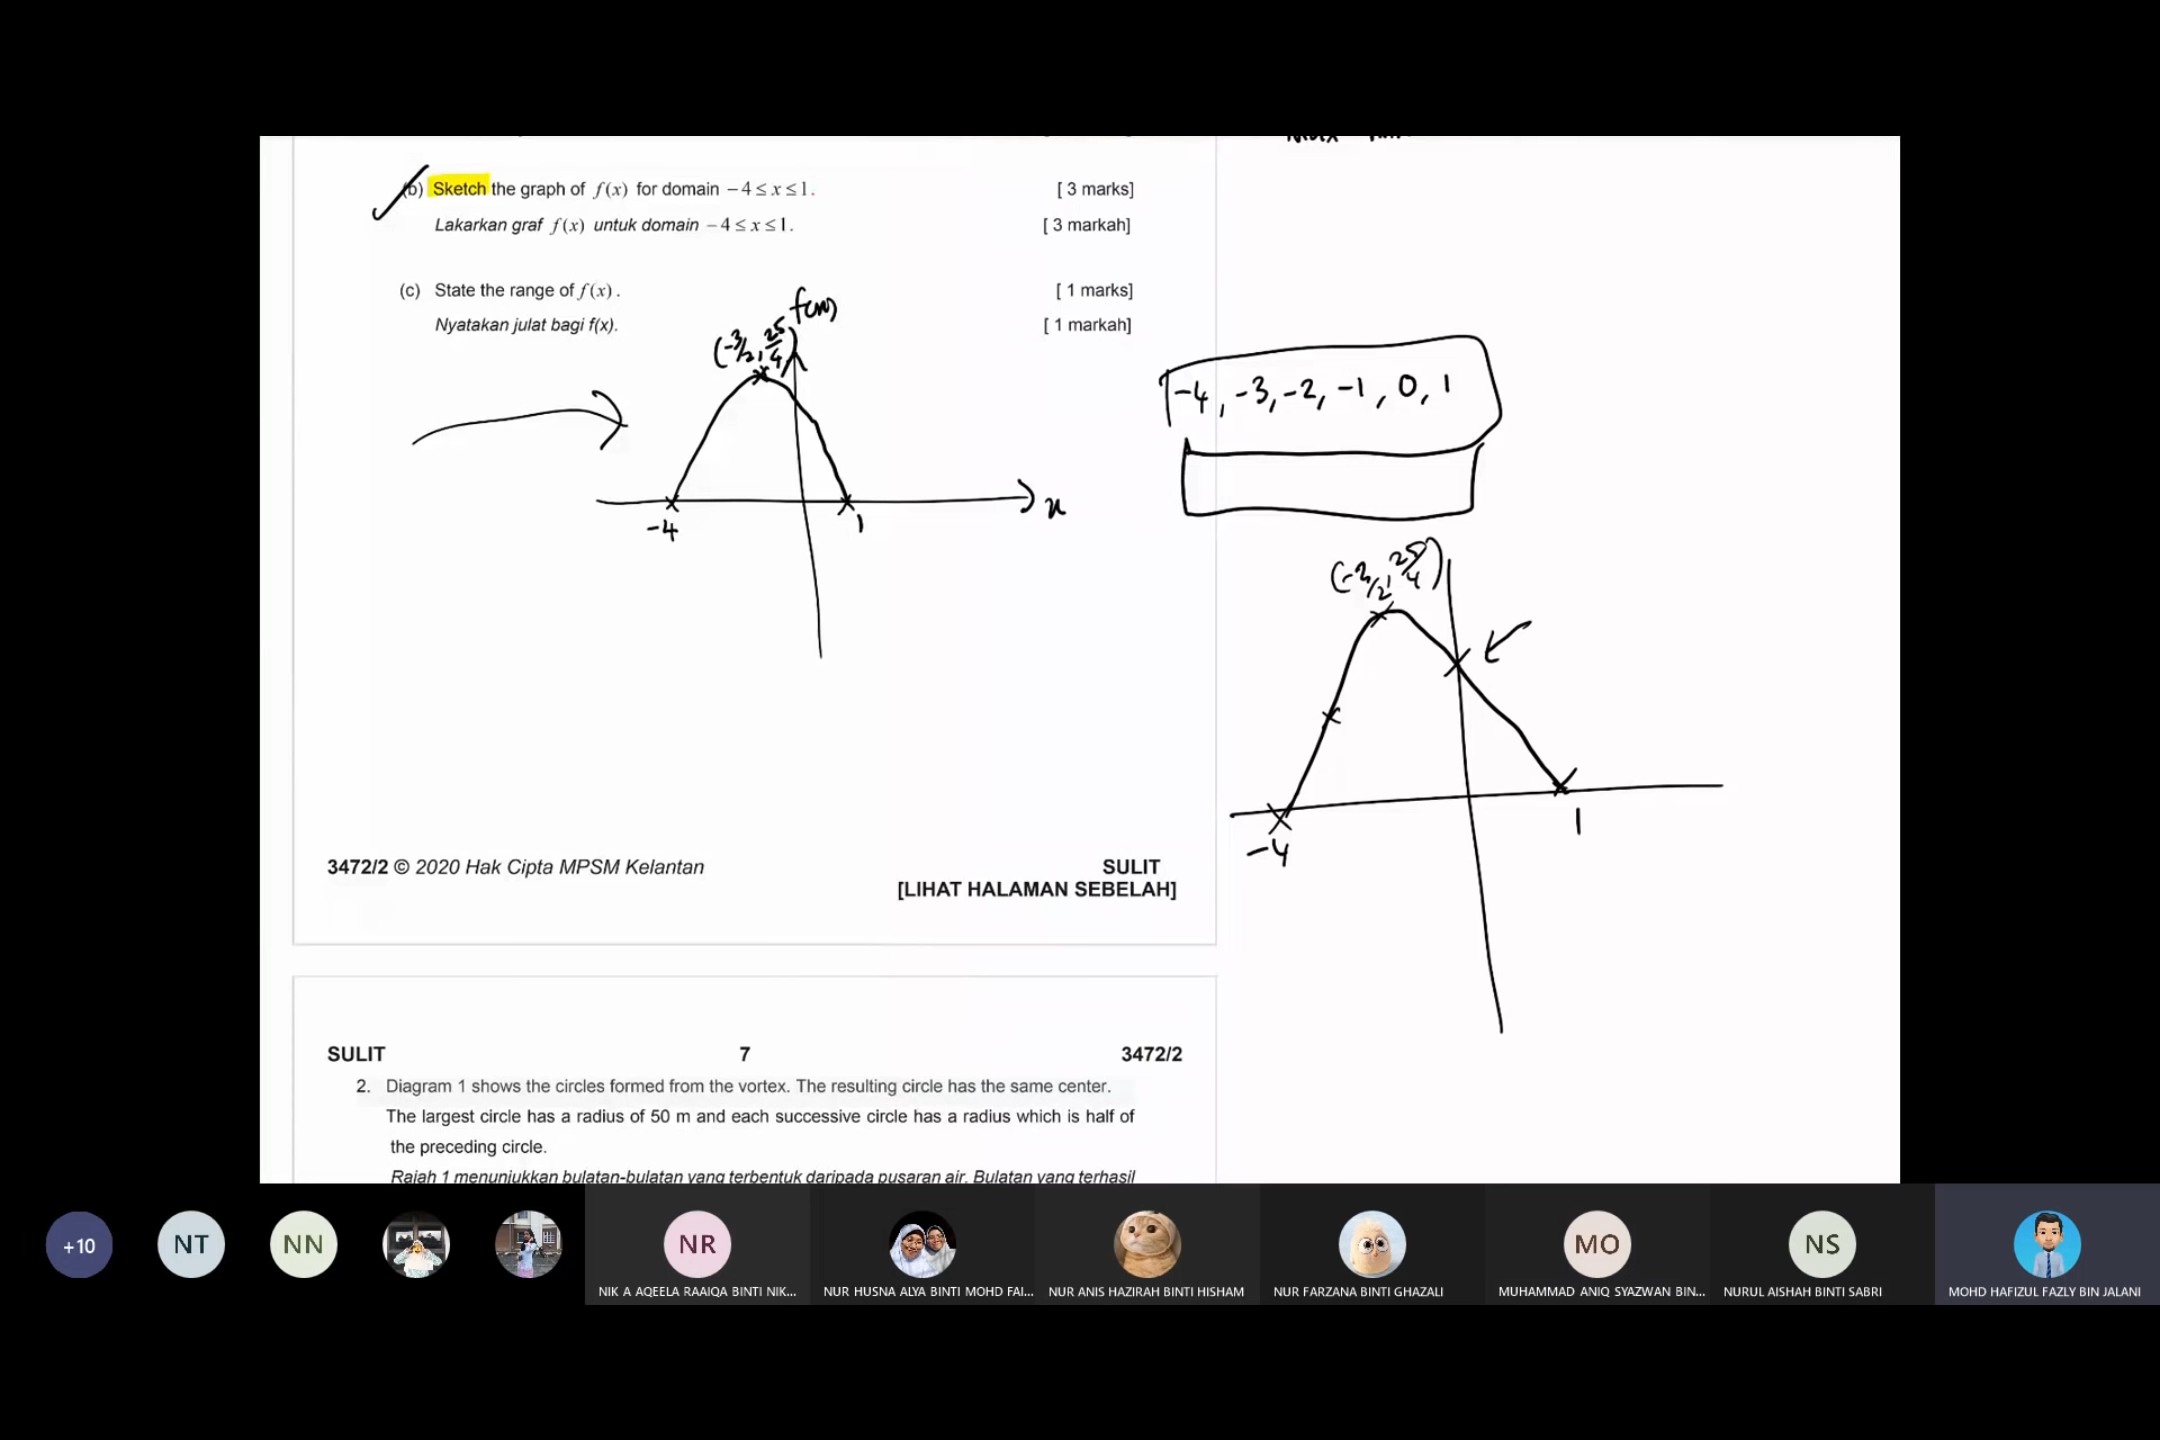 (b) Sketch the graph of f(x) for domain −4 ≤ x ≤ 1. [ 3 marks]
Lakarkan graf f(x) untuk domain −4 ≤ x ≤ 1. [ 3 markah]
(c) State the range of f(x). [ 1 marks]
Nyatakan julat bagi f(x). [ 1 markah]
f(x)
(-3/2, 25/4)
-4 1 x
-4, -3, -2, -1, 0, 1
(-3/2, 25/4)
-4 1
3472/2 © 2020 Hak Cipta MPSM Kelantan SULIT
[LIHAT HALAMAN SEBELAH]
SULIT 7 3472/2
2. Diagram 1 shows the circles formed from the vortex. The resulting circle has the same center.
The largest circle has a radius of 50 m and each successive circle has a radius which is half of
the preceding circle.
Rajah 1 menunjukkan bulatan-bulatan yang terbentuk daripada pusaran air. Bulatan yang terhasil
+10 NT NN NR MO NS
NIK A AQEELA RAAIQA BINTI NIK... NUR HUSNA ALYA BINTI MOHD FAI... NUR ANIS HAZIRAH BINTI HISHAM NUR FARZANA BINTI GHAZALI MUHAMMAD ANIQ SYAZWAN BIN... NURUL AISHAH BINTI SABRI MOHD HAFIZUL FAZLY BIN JALANI